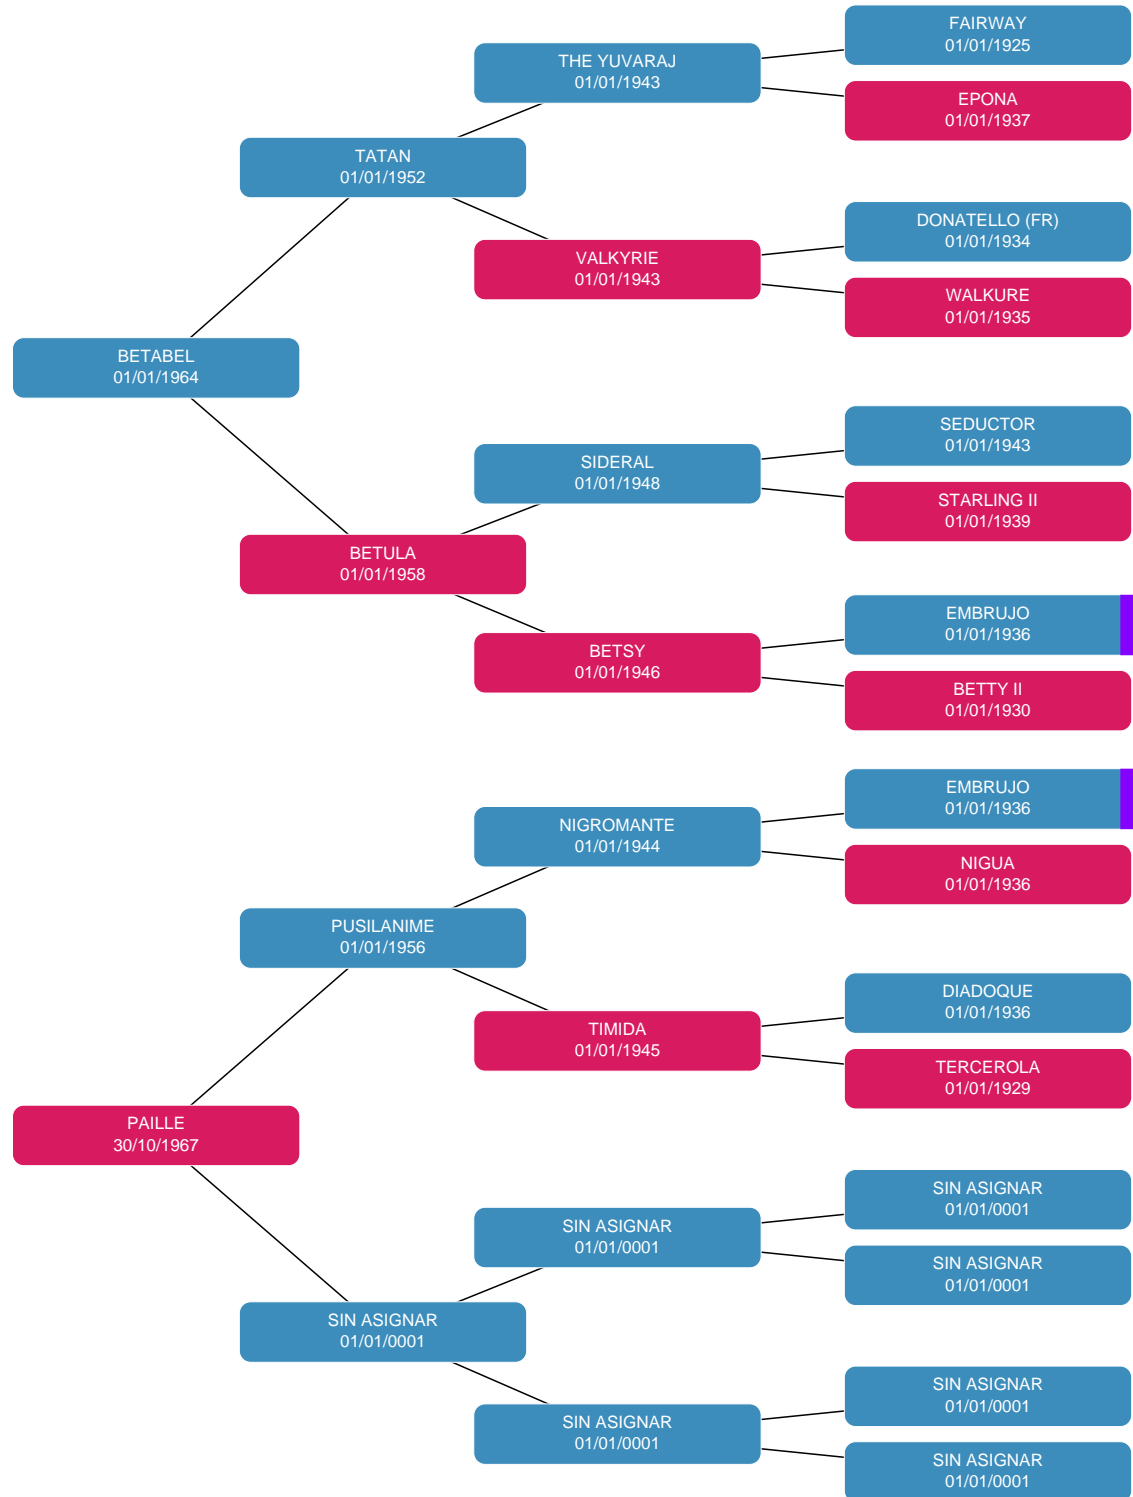 FAIRWAY
01/01/1925
THE YUVARAJ
01/01/1943
EPONA
01/01/1937
TATAN
01/01/1952
DONATELLO (FR)
01/01/1934
VALKYRIE
01/01/1943
WALKURE
01/01/1935
BETABEL
01/01/1964
SEDUCTOR
01/01/1943
SIDERAL
01/01/1948
STARLING II
01/01/1939
BETULA
01/01/1958
EMBRUJO
01/01/1936
BETSY
01/01/1946
BETTY II
01/01/1930
EMBRUJO
01/01/1936
NIGROMANTE
01/01/1944
NIGUA
01/01/1936
PUSILANIME
01/01/1956
DIADOQUE
01/01/1936
TIMIDA
01/01/1945
TERCEROLA
01/01/1929
PAILLE
30/10/1967
SIN ASIGNAR
01/01/0001
SIN ASIGNAR
01/01/0001
SIN ASIGNAR
01/01/0001
SIN ASIGNAR
01/01/0001
SIN ASIGNAR
01/01/0001
SIN ASIGNAR
01/01/0001
SIN ASIGNAR
01/01/0001